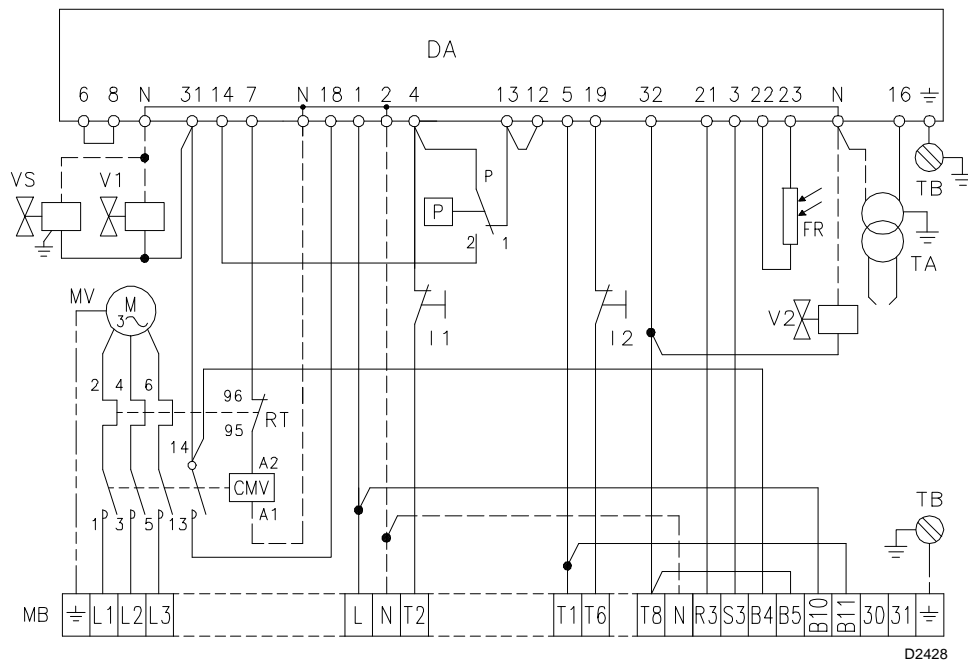 DA
6 8 N 31 14 7 N 18 1 2 4 13 12 5 19 32 21 3 22 23 N 16
VS V1
P
P
2 1
FR
TB
TA
MV
M
3~
I1
I2
V2
2 4 6
96
RT
95
14
A2
CMV
A1
1 3 5 13
TB
MB L1 L2 L3 L N T2 T1 T6 T8 N R3 S3 B4 B5 B10 B11 30 31
D2428